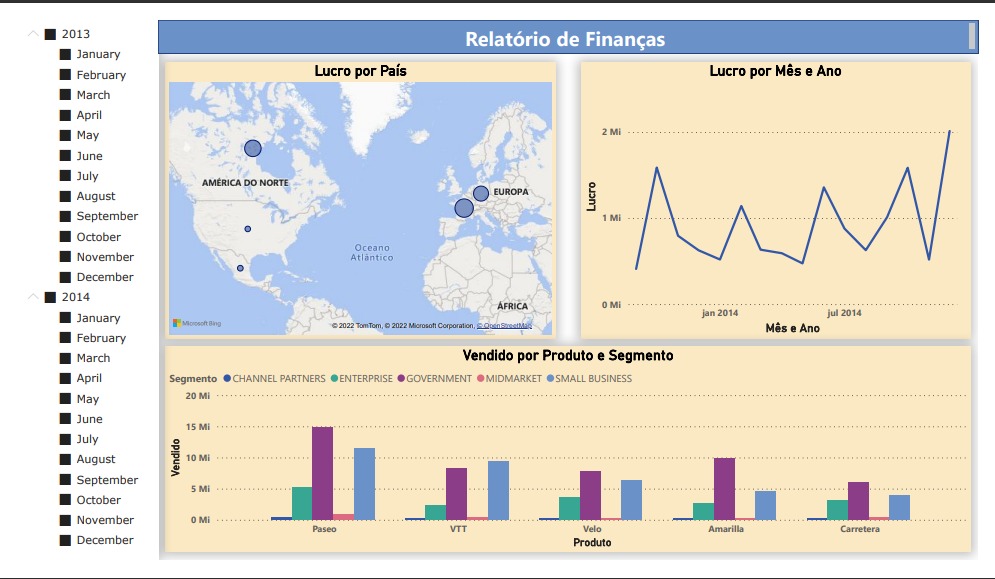 2013
January
February
March
April
May
June
July
August
September
October
November
December
2014
January
February
March
April
May
June
July
August
September
October
November
December
Relatório de Finanças
Lucro por País
AMÉRICA DO NORTE
EUROPA
Oceano
Atlântico
ÁFRICA
Microsoft Bing
© 2022 TomTom, © 2022 Microsoft Corporation, © OpenStreetMap
Lucro por Mês e Ano
Lucro
2 Mi
1 Mi
0 Mi
jan 2014 jul 2014
Mês e Ano
Vendido por Produto e Segmento
Segmento CHANNEL PARTNERS ENTERPRISE GOVERNMENT MIDMARKET SMALL BUSINESS
Vendido
20 Mi
15 Mi
10 Mi
5 Mi
0 Mi
Paseo VTT Velo Amarilla Carretera
Produto